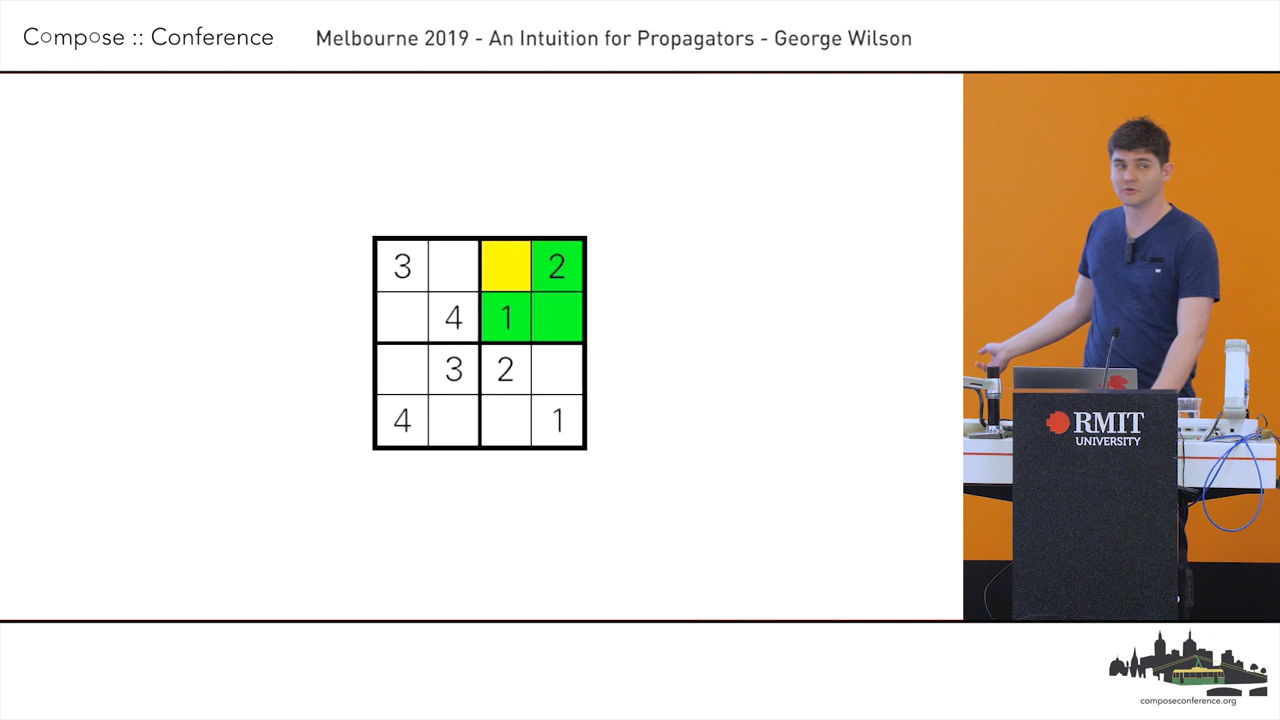 Compose :: Conference
Melbourne 2019 - An Intuition for Propagators - George Wilson
3 2
4 1
3 2
4 1
RMIT
UNIVERSITY
composeconference.org